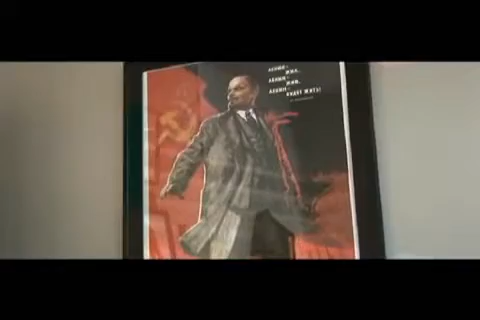 ЛЕНИН–
ЖИЛ,
ЛЕНИН–
ЖИВ,
ЛЕНИН–
БУДЕТ ЖИТЬ!